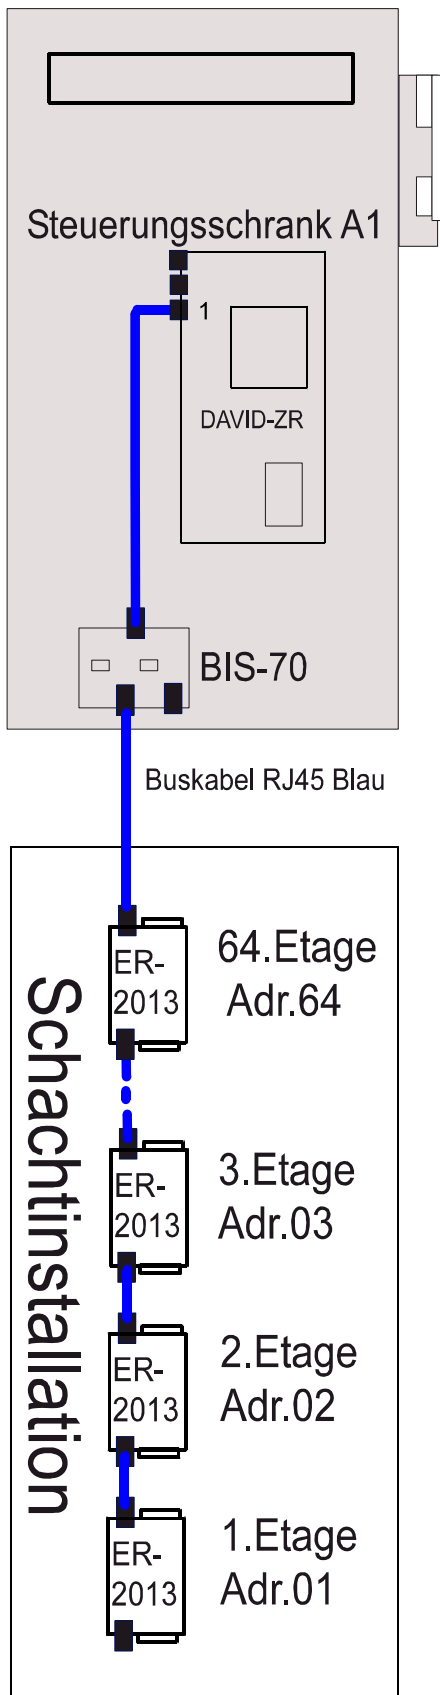 Steuerungsschrank A1
1
DAVID-ZR
BIS-70
Buskabel RJ45 Blau
Schachtinstallation
ER-
2013
64.Etage
Adr.64
ER-
2013
3.Etage
Adr.03
ER-
2013
2.Etage
Adr.02
ER-
2013
1.Etage
Adr.01